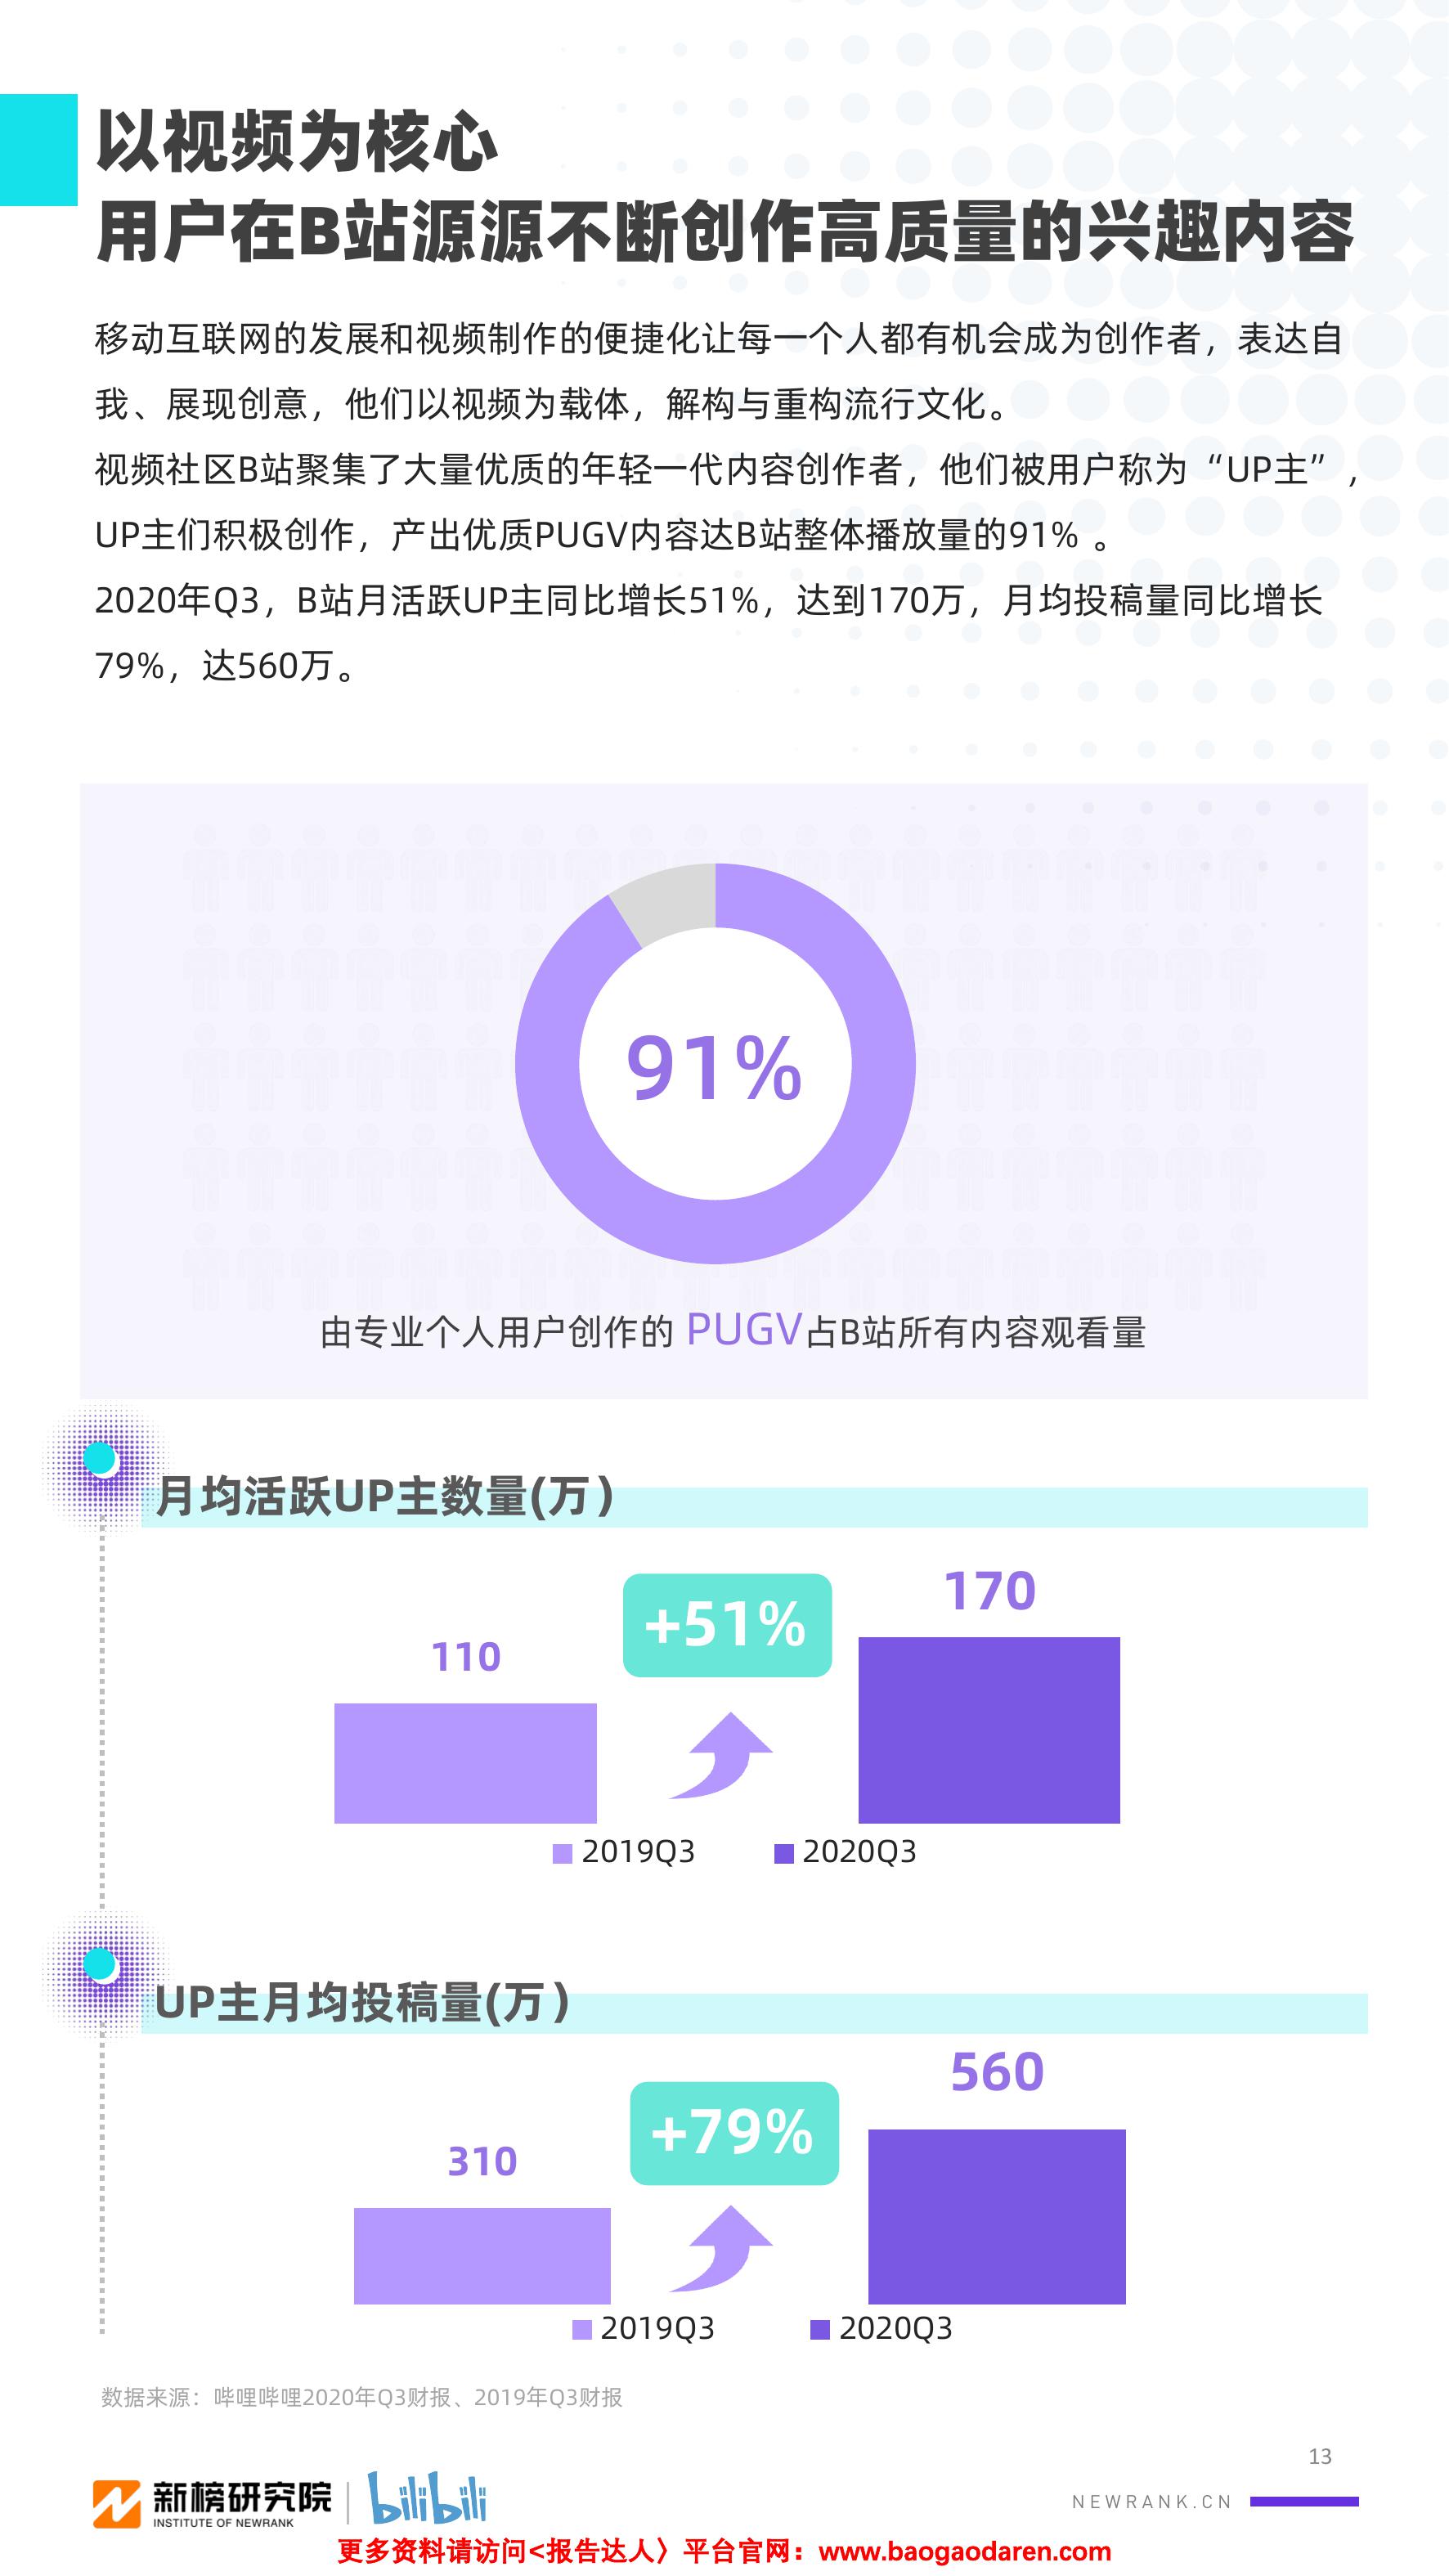 以视频为核心
用户在B站源源不断创作高质量的兴趣内容
移动互联网的发展和视频制作的便捷化让每一个人都有机会成为创作者，表达自
我、展现创意，他们以视频为载体，解构与重构流行文化。
视频社区B站聚集了大量优质的年轻一代内容创作者，他们被用户称为“UP主”，
UP主们积极创作，产出优质PUGV内容达B站整体播放量的91% 。
2020年Q3，B站月活跃UP主同比增长51%，达到170万，月均投稿量同比增长
79%，达560万。
91%
由专业个人用户创作的 PUGV占B站所有内容观看量
月均活跃UP主数量(万）
110
+51%
170
2019Q3
2020Q3
UP主月均投稿量(万）
310
+79%
560
2019Q3
2020Q3
数据来源：哔哩哔哩2020年Q3财报、2019年Q3财报
13
新榜研究院
INSTITUTE OF NEWRANK
bilibili
NEWRANK.CN
更多资料请访问<报告达人〉平台官网：www.baogaodaren.com